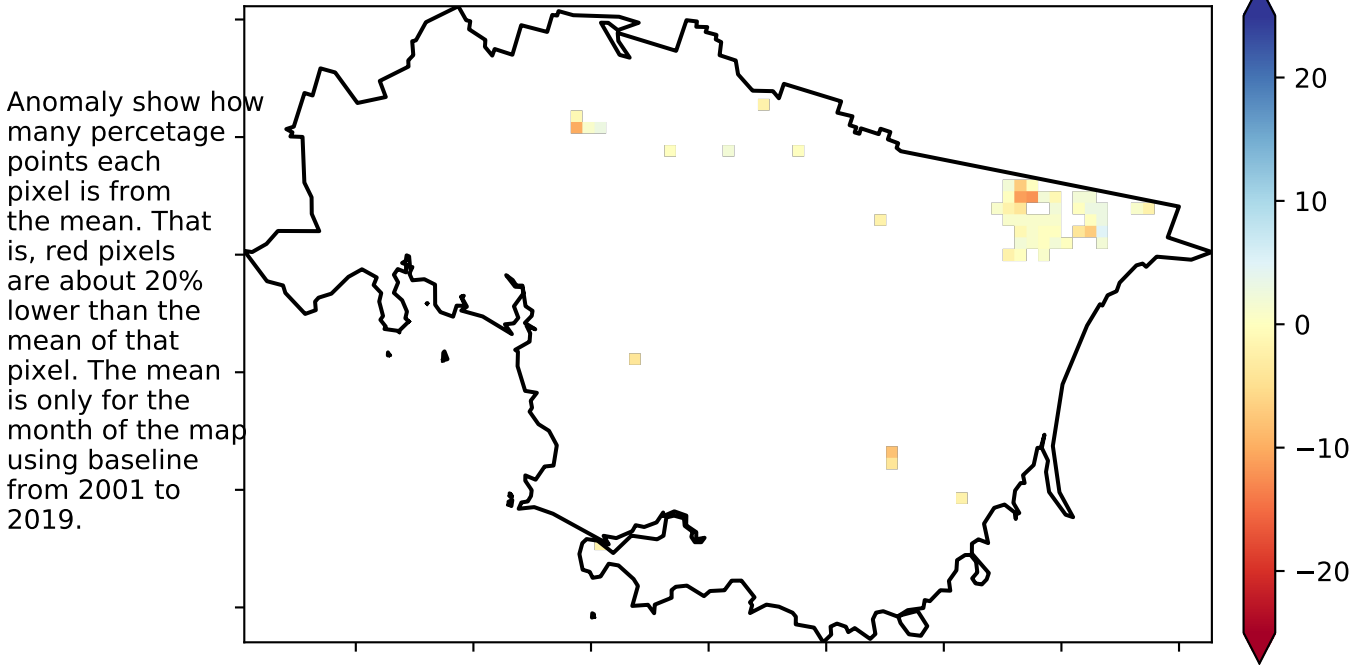 Anomaly show how
many percetage
points each
pixel is from
the mean. That
is, red pixels
are about 20%
lower than the
mean of that
pixel. The mean
is only for the
month of the map
using baseline
from 2001 to
2019.
20
10
0
−10
−20